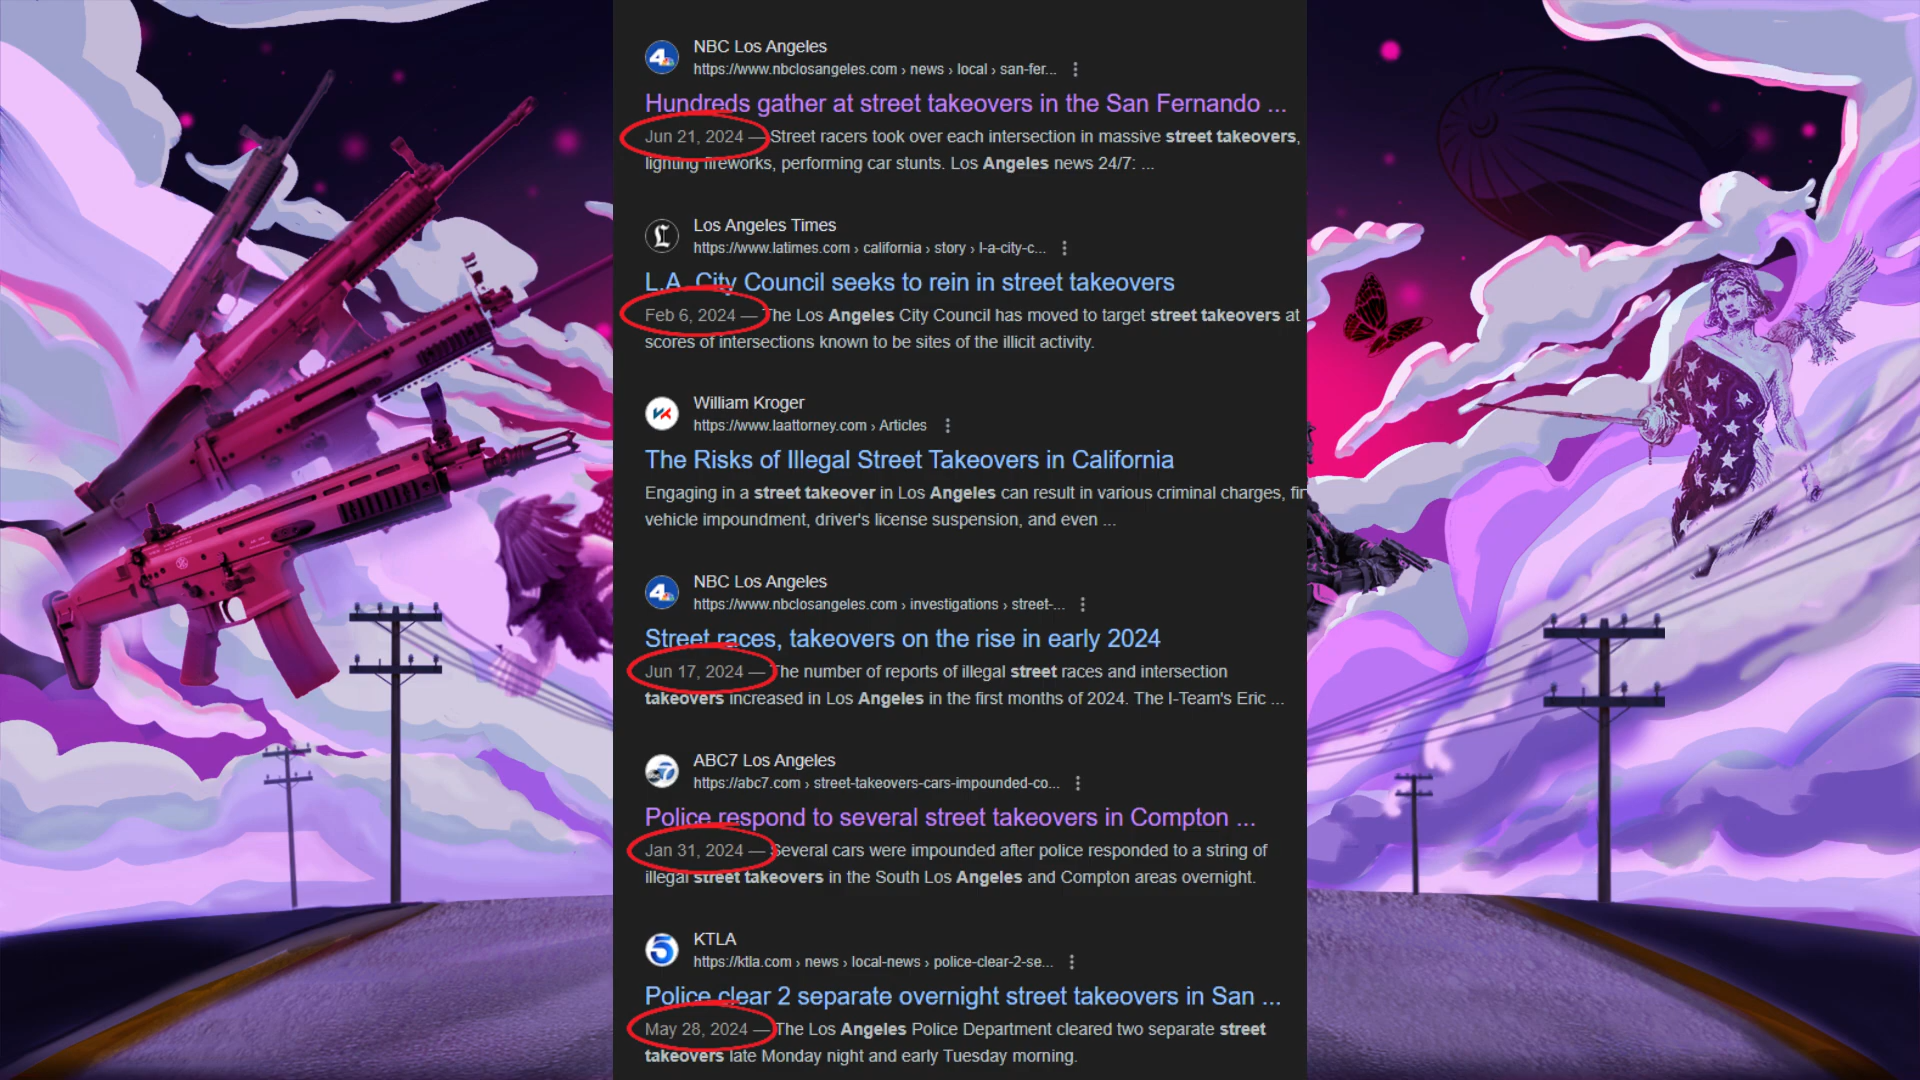 NBC Los Angeles
https://www.nbclosangeles.com › news › local › san-fer...
Hundreds gather at street takeovers in the San Fernando ...
Jun 21, 2024 — Street racers took over each intersection in massive street takeovers,
lighting fireworks, performing car stunts. Los Angeles news 24/7: ...
Los Angeles Times
https://www.latimes.com › california › story › l-a-city-c...
L.A. City Council seeks to rein in street takeovers
Feb 6, 2024 — The Los Angeles City Council has moved to target street takeovers at
scores of intersections known to be sites of the illicit activity.
William Kroger
https://www.laattorney.com › Articles
The Risks of Illegal Street Takeovers in California
Engaging in a street takeover in Los Angeles can result in various criminal charges,
vehicle impoundment, driver's license suspension, and even ...
NBC Los Angeles
https://www.nbclosangeles.com › investigations › street-...
Street races, takeovers on the rise in early 2024
Jun 17, 2024 — The number of reports of illegal street races and intersection
takeovers increased in Los Angeles in the first months of 2024. The I-Team's Eric ...
ABC7 Los Angeles
https://abc7.com › street-takeovers-cars-impounded-co...
Police respond to several street takeovers in Compton ...
Jan 31, 2024 — Several cars were impounded after police responded to a string of
illegal street takeovers in the South Los Angeles and Compton areas overnight.
KTLA
https://ktla.com › news › local-news › police-clear-2-se...
Police clear 2 separate overnight street takeovers in San ...
May 28, 2024 — The Los Angeles Police Department cleared two separate street
takeovers late Monday night and early Tuesday morning.